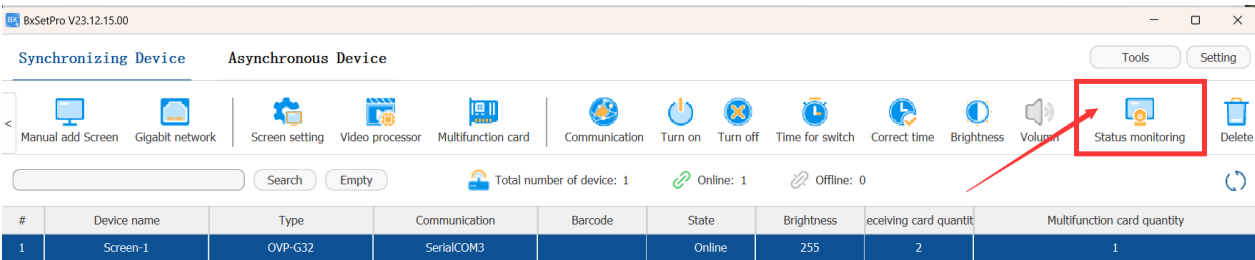 BX BxSetPro V23.12.15.00
Synchronizing Device Asynchronous Device Tools Setting
< Manual add Screen Gigabit network Screen setting Video processor Multifunction card Communication Turn on Turn off Time for switch Correct time Brightness Volumn Status monitoring Delete
Search Empty Total number of device: 1 Online: 1 Offline: 0
# Device name Type Communication Barcode State Brightness eceiving card quantit Multifunction card quantity
1 Screen-1 OVP-G32 SerialCOM3 Online 255 2 1